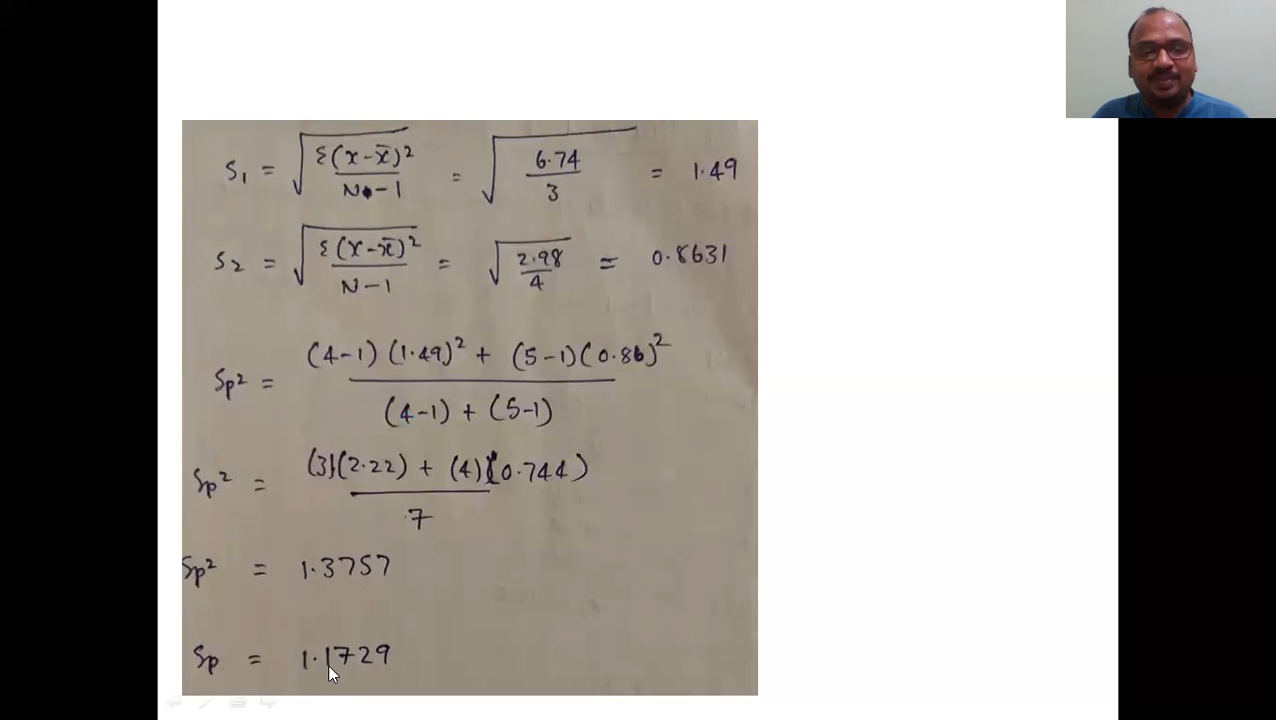 S₁ = √(Σ(x-x̄)²/N-1) = √(6.74/3) = 1.49
S₂ = √(Σ(x-x̄)²/N-1) = √(2.98/4) = 0.8631
Sp² = ((4-1)(1.49)² + (5-1)(0.86)²)/((4-1) + (5-1))
Sp² = ((3)(2.22) + (4)(0.744))/7
Sp² = 1.3757
Sp = 1.1729